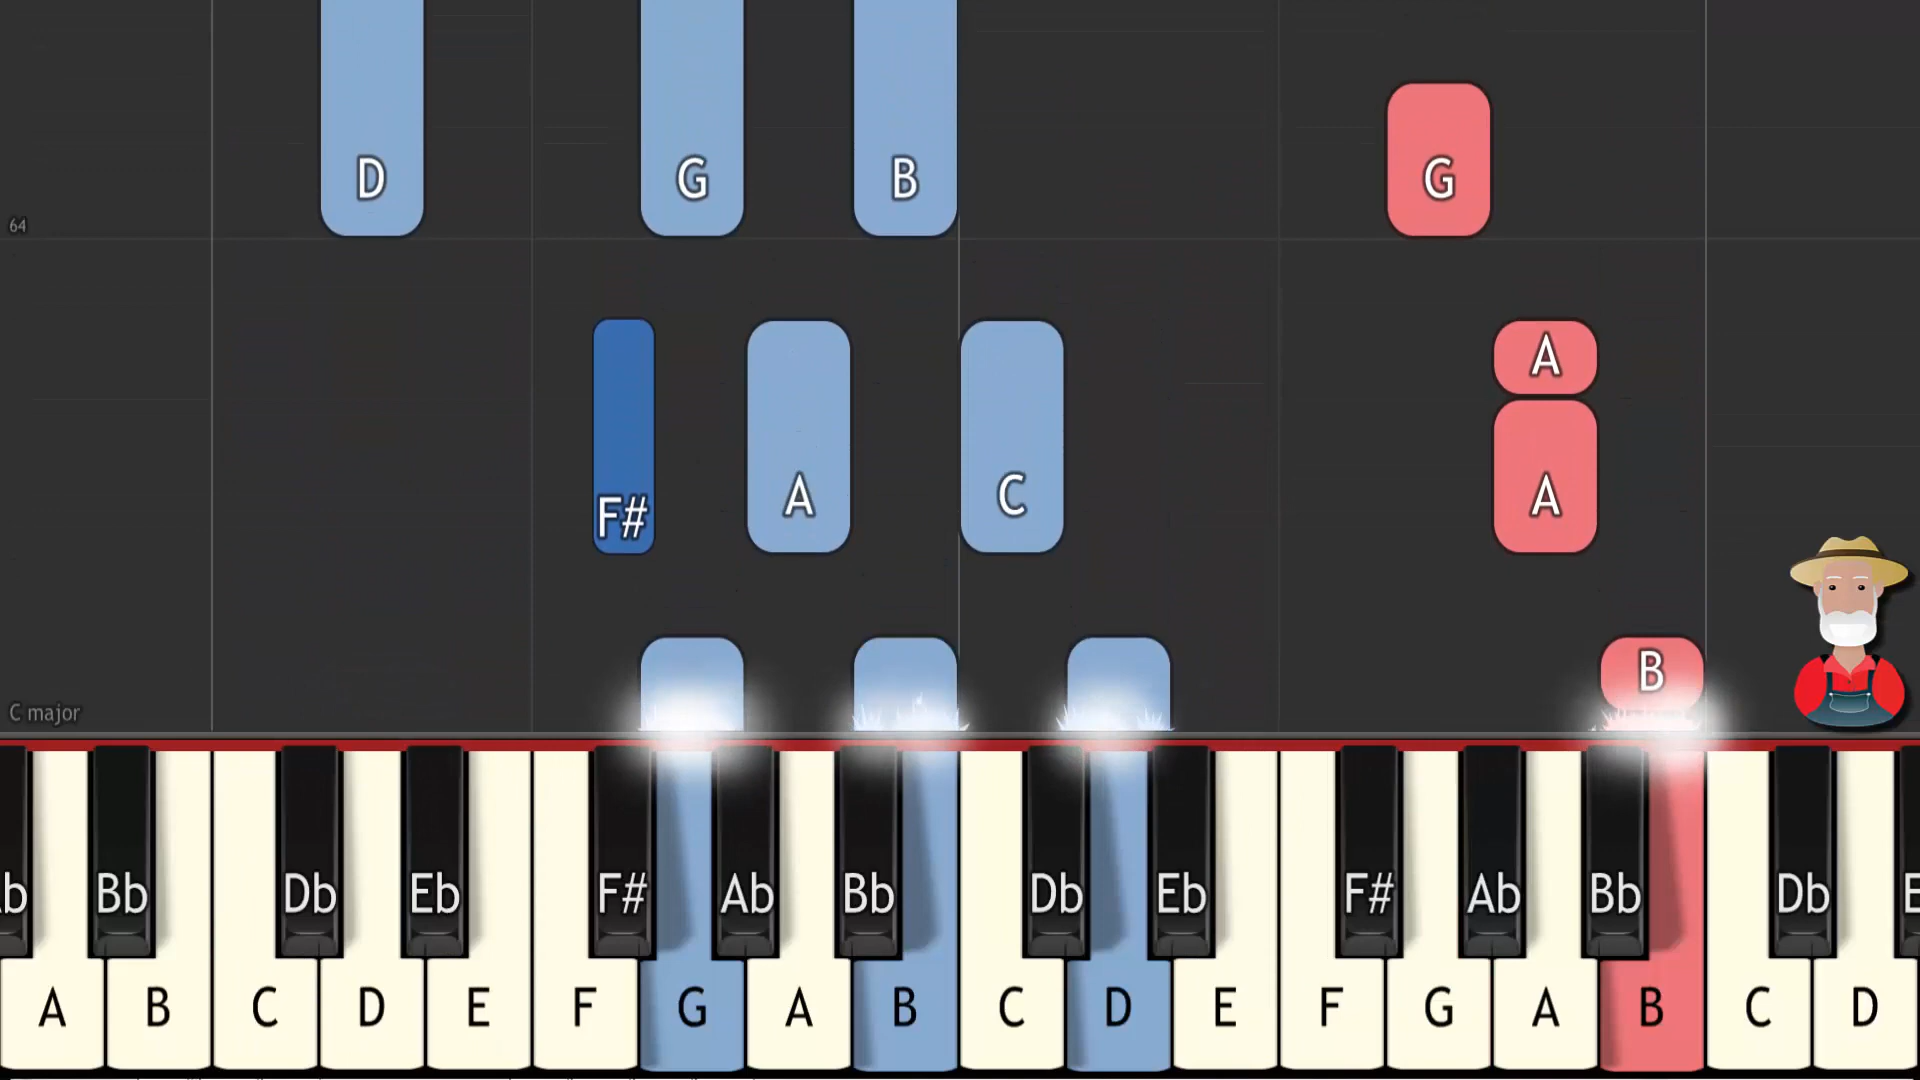 D G B
G
64
A
F# A C A
B
C major
b Bb Db Eb F# Ab Bb Db Eb F# Ab Bb Db E
A B C D E F G A B C D E F G A B C D